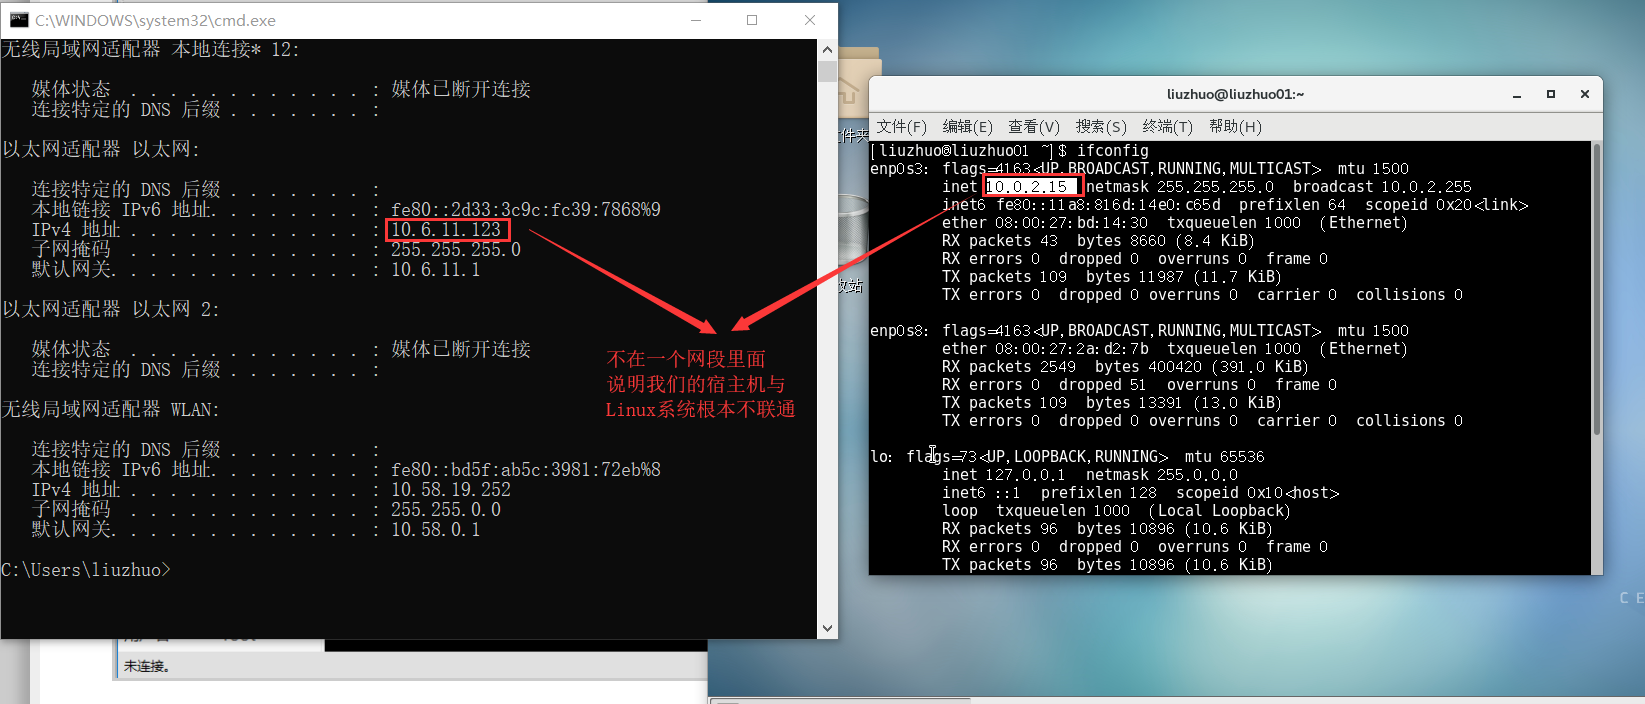 C:\WINDOWS\system32\cmd.exe
无线局域网适配器 本地连接* 12:
媒体状态 . . . . . . . . . . . . : 媒体已断开连接
连接特定的 DNS 后缀 . . . . . . . :
以太网适配器 以太网:
连接特定的 DNS 后缀 . . . . . . . :
本地链接 IPv6 地址. . . . . . . . : fe80::2d33:3c9c:fc39:7868%9
IPv4 地址 . . . . . . . . . . . . : 10.6.11.123
子网掩码 . . . . . . . . . . . . : 255.255.255.0
默认网关. . . . . . . . . . . . . : 10.6.11.1
以太网适配器 以太网 2:
媒体状态 . . . . . . . . . . . . : 媒体已断开连接
连接特定的 DNS 后缀 . . . . . . . :
无线局域网适配器 WLAN:
连接特定的 DNS 后缀 . . . . . . . :
本地链接 IPv6 地址. . . . . . . . : fe80::bd5f:ab5c:3981:72eb%8
IPv4 地址 . . . . . . . . . . . . : 10.58.19.252
子网掩码 . . . . . . . . . . . . : 255.255.0.0
默认网关. . . . . . . . . . . . . : 10.58.0.1
C:\Users\liuzhuo>
不在一个网段里面
说明我们的宿主机与
Linux系统根本不联通
未连接。
件夹
收站
liuzhuo@liuzhuo01:~
文件(F) 编辑(E) 查看(V) 搜索(S) 终端(T) 帮助(H)
[liuzhuo@liuzhuo01 ~]$ ifconfig
enp0s3: flags=4163<UP,BROADCAST,RUNNING,MULTICAST> mtu 1500
inet 10.0.2.15 netmask 255.255.255.0 broadcast 10.0.2.255
inet6 fe80::11a8:816d:14e0:c65d prefixlen 64 scopeid 0x20<link>
ether 08:00:27:bd:14:30 txqueuelen 1000 (Ethernet)
RX packets 43 bytes 8660 (8.4 KiB)
RX errors 0 dropped 0 overruns 0 frame 0
TX packets 109 bytes 11987 (11.7 KiB)
TX errors 0 dropped 0 overruns 0 carrier 0 collisions 0
enp0s8: flags=4163<UP,BROADCAST,RUNNING,MULTICAST> mtu 1500
ether 08:00:27:2a:d2:7b txqueuelen 1000 (Ethernet)
RX packets 2549 bytes 400420 (391.0 KiB)
RX errors 0 dropped 51 overruns 0 frame 0
TX packets 109 bytes 13391 (13.0 KiB)
TX errors 0 dropped 0 overruns 0 carrier 0 collisions 0
lo: flags=73<UP,LOOPBACK,RUNNING> mtu 65536
inet 127.0.0.1 netmask 255.0.0.0
inet6 ::1 prefixlen 128 scopeid 0x10<host>
loop txqueuelen 1000 (Local Loopback)
RX packets 96 bytes 10896 (10.6 KiB)
RX errors 0 dropped 0 overruns 0 frame 0
TX packets 96 bytes 10896 (10.6 KiB)
C E